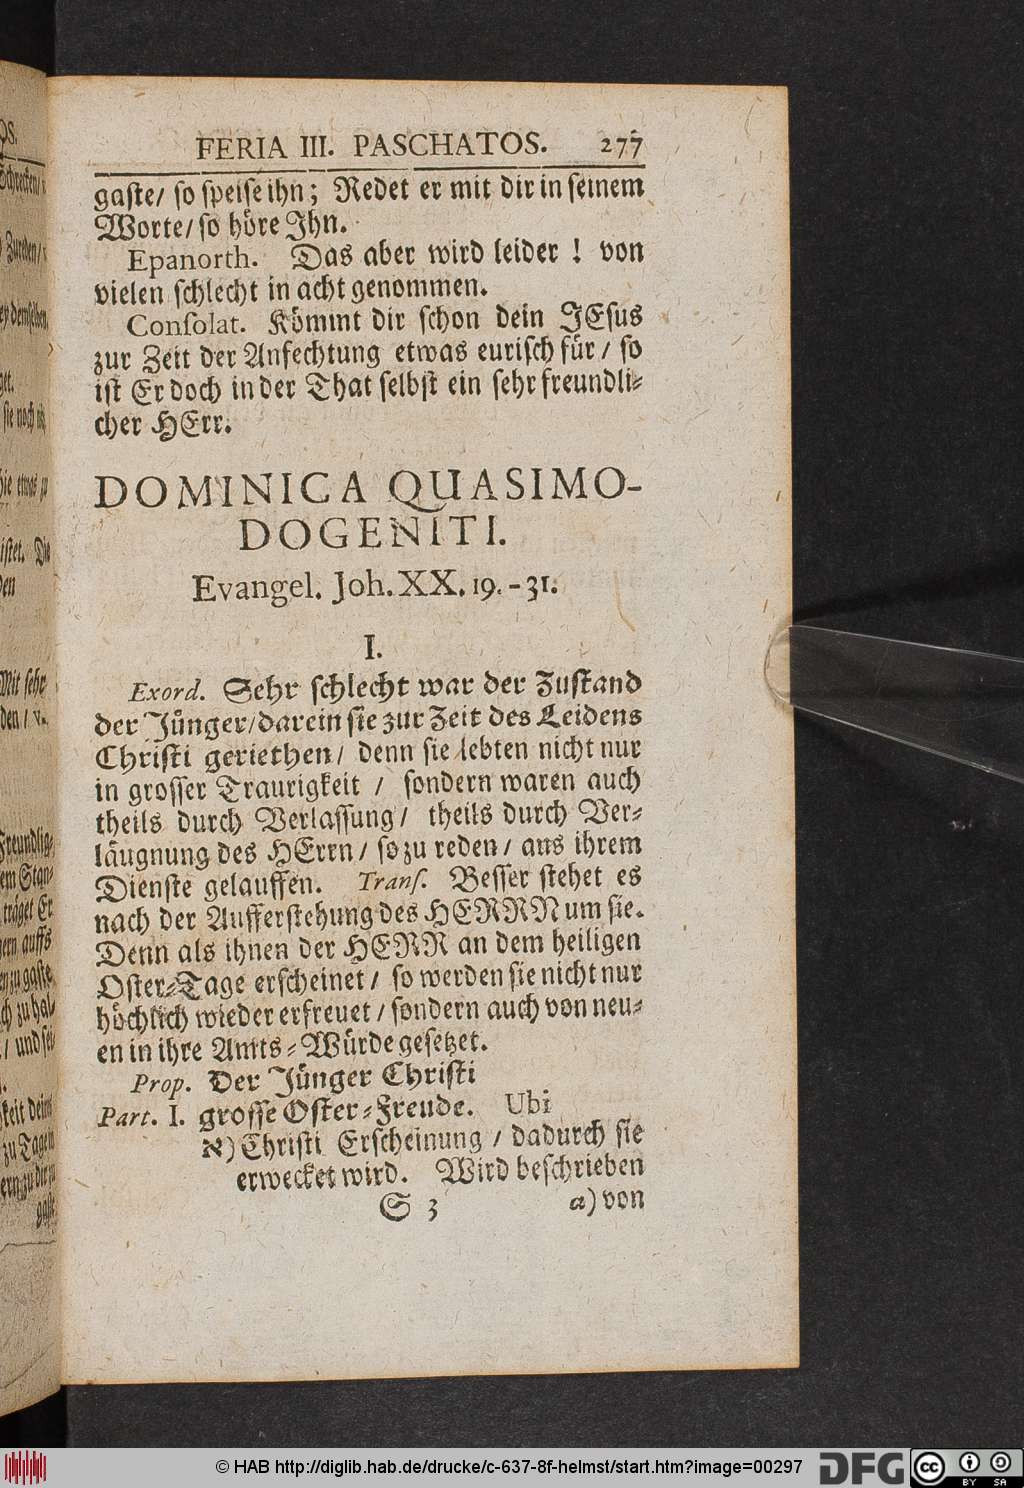 FERIA III. PASCHATOS. 277
gaste/ so speise ihn; Redet er mit dir in seinem
Worte/ so höre Ihn.
Epanorth. Das aber wird leider ! von
vielen schlecht in acht genommen.
Consolat. Kömmt dir schon dein JEsus
zur Zeit der Anfechtung etwas eurisch für / so
ist Er doch in der That selbst ein sehr freundli-
cher HErr.
DOMINICA QUASIMO-
DOGENITI.
Evangel. Joh. XX. 19. - 31.
I.
Exord. Sehr schlecht war der Zustand
der Jünger/ darein sie zur Zeit des Leidens
Christi geriethen/ denn sie lebten nicht nur
in grosser Traurigkeit / sondern waren auch
theils durch Verlassung/ theils durch Ver-
läugnung des HErrn / so zu reden / aus ihrem
Dienste gelauffen. Trans. Besser stehet es
nach der Aufferstehung des HERRN um sie.
Denn als ihnen der HERR an dem heiligen
Oster-Tage erscheinet / so werden sie nicht nur
höchlich wieder erfreuet / sondern auch von neu-
en in ihre Amts-Würde gesetzet.
Prop. Der Jünger Christi
Part. I. grosse Oster-Freude. Ubi
א) Christi Erscheinung / dadurch sie
erwecket wird. Wird beschrieben
S 3 a) von
© HAB http://diglib.hab.de/drucke/c-637-8f-helmst/start.htm?image=00297
DFG
cc BY SA